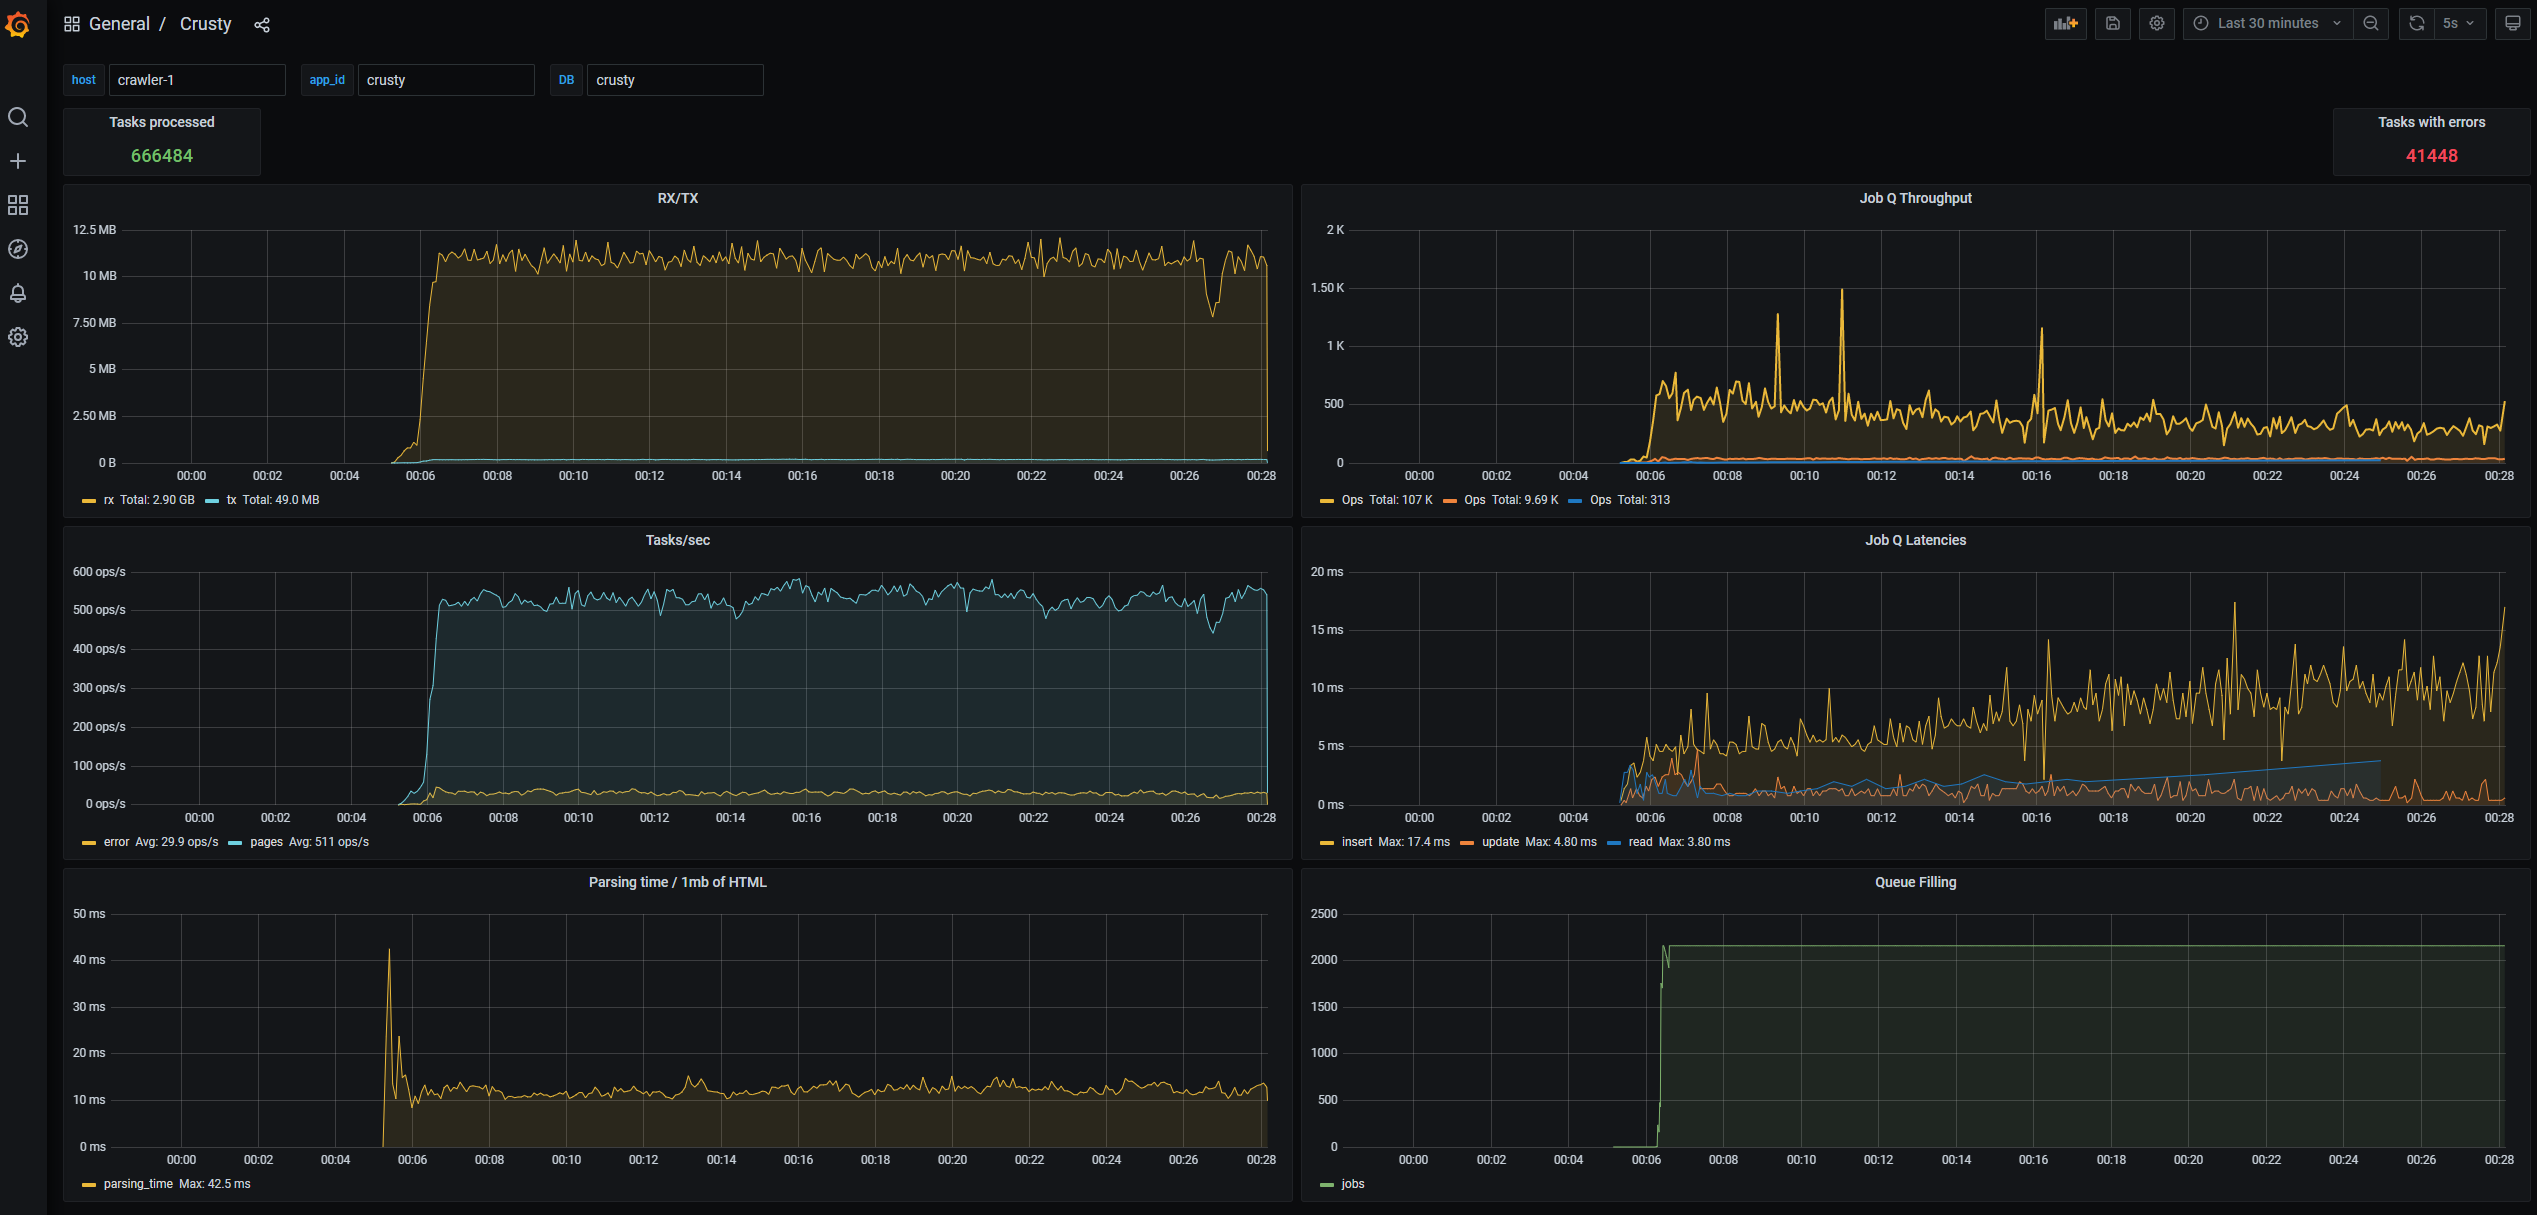 General / Crusty
Last 30 minutes
5s
host crawler-1 app_id crusty DB crusty
Tasks processed
666484
Tasks with errors
41448
RX/TX
12.5 MB
10 MB
7.50 MB
5 MB
2.50 MB
0 B
00:00 00:02 00:04 00:06 00:08 00:10 00:12 00:14 00:16 00:18 00:20 00:22 00:24 00:26 00:28
rx Total: 2.90 GB tx Total: 49.0 MB
Job Q Throughput
2 K
1.50 K
1 K
500
0
00:00 00:02 00:04 00:06 00:08 00:10 00:12 00:14 00:16 00:18 00:20 00:22 00:24 00:26 00:28
Ops Total: 107 K Ops Total: 9.69 K Ops Total: 313
Tasks/sec
600 ops/s
500 ops/s
400 ops/s
300 ops/s
200 ops/s
100 ops/s
0 ops/s
00:00 00:02 00:04 00:06 00:08 00:10 00:12 00:14 00:16 00:18 00:20 00:22 00:24 00:26 00:28
error Avg: 29.9 ops/s pages Avg: 511 ops/s
Job Q Latencies
20 ms
15 ms
10 ms
5 ms
0 ms
00:00 00:02 00:04 00:06 00:08 00:10 00:12 00:14 00:16 00:18 00:20 00:22 00:24 00:26 00:28
insert Max: 17.4 ms update Max: 4.80 ms read Max: 3.80 ms
Parsing time / 1mb of HTML
50 ms
40 ms
30 ms
20 ms
10 ms
0 ms
00:00 00:02 00:04 00:06 00:08 00:10 00:12 00:14 00:16 00:18 00:20 00:22 00:24 00:26 00:28
parsing_time Max: 42.5 ms
Queue Filling
2500
2000
1500
1000
500
0
00:00 00:02 00:04 00:06 00:08 00:10 00:12 00:14 00:16 00:18 00:20 00:22 00:24 00:26 00:28
jobs